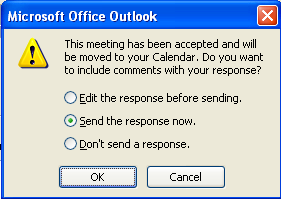 Microsoft Office Outlook
This meeting has been accepted and will
be moved to your Calendar. Do you want
to include comments with your response?
Edit the response before sending.
Send the response now.
Don't send a response.
OK Cancel